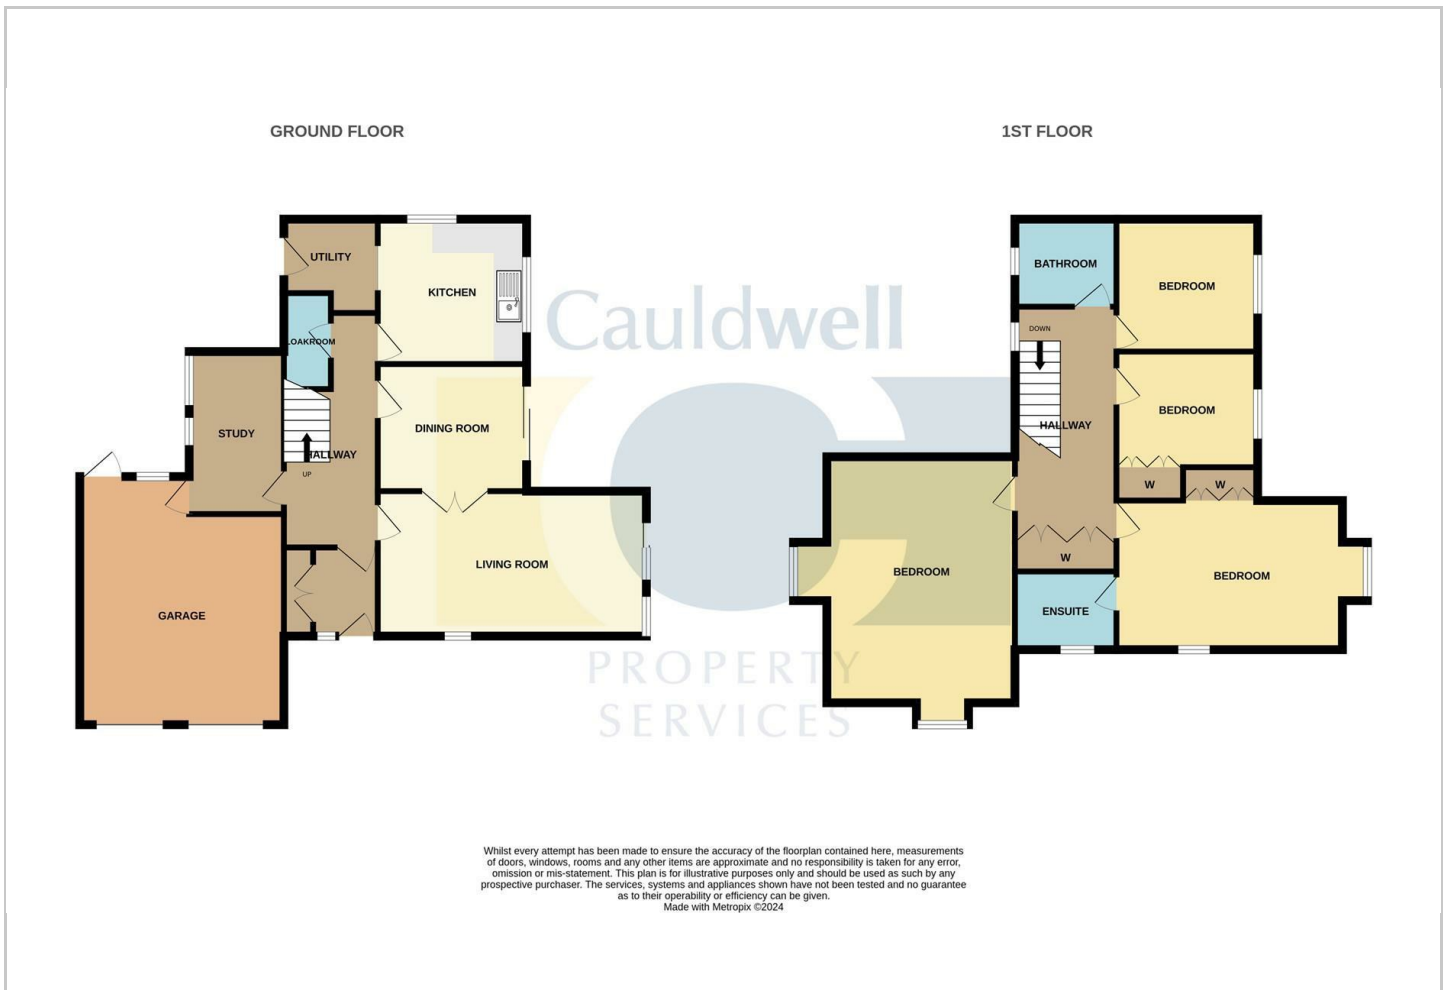 GROUND FLOOR
1ST FLOOR
UTILITY
KITCHEN
LOAKROOM
STUDY
DINING ROOM
HALLWAY
UP
LIVING ROOM
GARAGE
BATHROOM
BEDROOM
DOWN
BEDROOM
HALLWAY
W
W
W
BEDROOM
BEDROOM
ENSUITE
Cauldwell
PROPERTY
SERVICES
Whilst every attempt has been made to ensure the accuracy of the floorplan contained here, measurements
of doors, windows, rooms and any other items are approximate and no responsibility is taken for any error,
omission or mis-statement. This plan is for illustrative purposes only and should be used as such by any
prospective purchaser. The services, systems and appliances shown have not been tested and no guarantee
as to their operability or efficiency can be given.
Made with Metropix ©2024